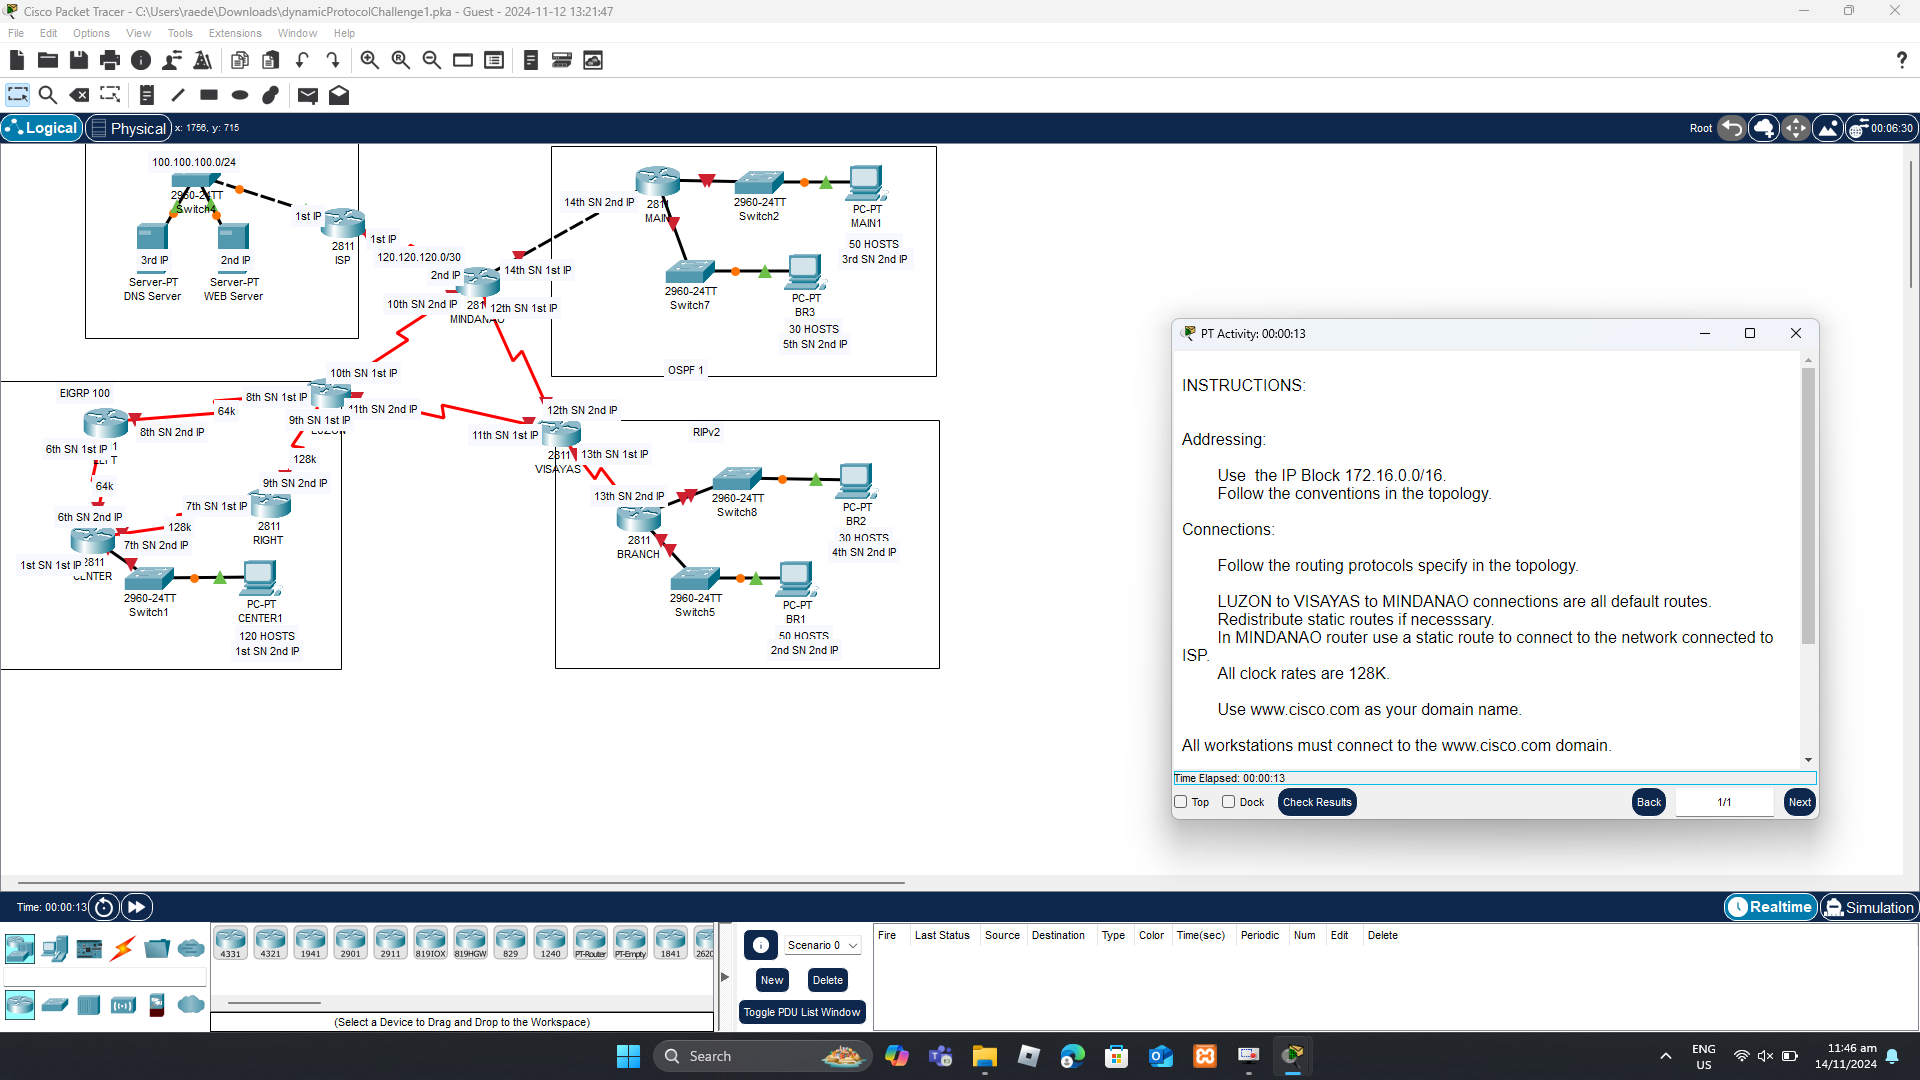 Cisco Packet Tracer - C:\Users\raede\Downloads\dynamicProtocolChallenge1.pka - Guest - 2024-11-12 13:21:47
File Edit Options View Tools Extensions Window Help
Logical Physical x: 1756, y: 715
Root 00:06:30
100.100.100.0/24
2960-24TT
Switch4
1st IP
2811
ISP
1st IP
3rd IP
2nd IP
Server-PT
DNS Server
Server-PT
WEB Server
120.120.120.0/30
2nd IP
14th SN 1st IP
10th SN 2nd IP
12th SN 1st IP
MINDANAO
14th SN 2nd IP
2811
MAIN
2960-24TT
Switch2
PC-PT
MAIN1
50 HOSTS
3rd SN 2nd IP
2960-24TT
Switch7
PC-PT
BR3
30 HOSTS
5th SN 2nd IP
OSPF 1
EIGRP 100
10th SN 1st IP
8th SN 1st IP
64k
11th SN 2nd IP
9th SN 1st IP
8th SN 2nd IP
6th SN 1st IP
64k
128k
9th SN 2nd IP
7th SN 1st IP
6th SN 2nd IP
128k
2811
RIGHT
7th SN 2nd IP
1st SN 1st IP
2811
CENTER
2960-24TT
Switch1
PC-PT
CENTER1
120 HOSTS
1st SN 2nd IP
12th SN 2nd IP
11th SN 1st IP
2811
VISAYAS
RIPv2
13th SN 1st IP
13th SN 2nd IP
2811
BRANCH
2960-24TT
Switch8
PC-PT
BR2
30 HOSTS
4th SN 2nd IP
2960-24TT
Switch5
PC-PT
BR1
50 HOSTS
2nd SN 2nd IP
PT Activity: 00:00:13
INSTRUCTIONS:
Addressing:
Use the IP Block 172.16.0.0/16.
Follow the conventions in the topology.
Connections:
Follow the routing protocols specify in the topology.
LUZON to VISAYAS to MINDANAO connections are all default routes.
Redistribute static routes if necesssary.
In MINDANAO router use a static route to connect to the network connected to
ISP.
All clock rates are 128K.
Use www.cisco.com as your domain name.
All workstations must connect to the www.cisco.com domain.
Time Elapsed: 00:00:13
Top Dock Check Results Back 1/1 Next
Time: 00:00:13
Realtime Simulation
4331 4321 1941 2901 2911 819IOX 819HGW 829 1240 PT-Router PT-Empty 1841 2620
(Select a Device to Drag and Drop to the Workspace)
Scenario 0
New Delete
Toggle PDU List Window
Fire Last Status Source Destination Type Color Time(sec) Periodic Num Edit Delete
Search
ENG
US
11:46 am
14/11/2024